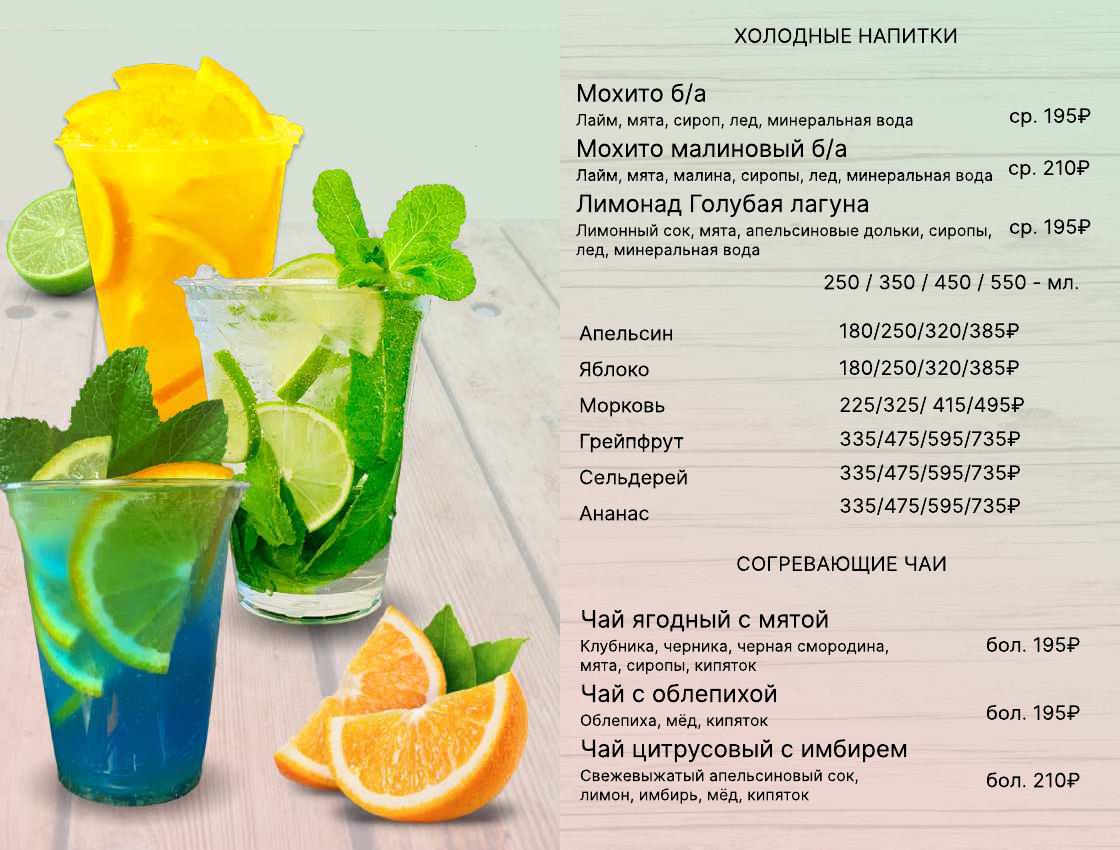 ХОЛОДНЫЕ НАПИТКИ
Мохито б/а
Лайм, мята, сироп, лед, минеральная вода
ср. 195₽
Мохито малиновый б/а
Лайм, мята, малина, сиропы, лед, минеральная вода
ср. 210₽
Лимонад Голубая лагуна
Лимонный сок, мята, апельсиновые дольки, сиропы,
лед, минеральная вода
ср. 195₽
250 / 350 / 450 / 550 - мл.
Апельсин 180/250/320/385₽
Яблоко 180/250/320/385₽
Морковь 225/325/ 415/495₽
Грейпфрут 335/475/595/735₽
Сельдерей 335/475/595/735₽
Ананас 335/475/595/735₽
СОГРЕВАЮЩИЕ ЧАИ
Чай ягодный с мятой
Клубника, черника, черная смородина,
мята, сиропы, кипяток
бол. 195₽
Чай с облепихой
Облепиха, мёд, кипяток
бол. 195₽
Чай цитрусовый с имбирем
Свежевыжатый апельсиновый сок,
лимон, имбирь, мёд, кипяток
бол. 210₽